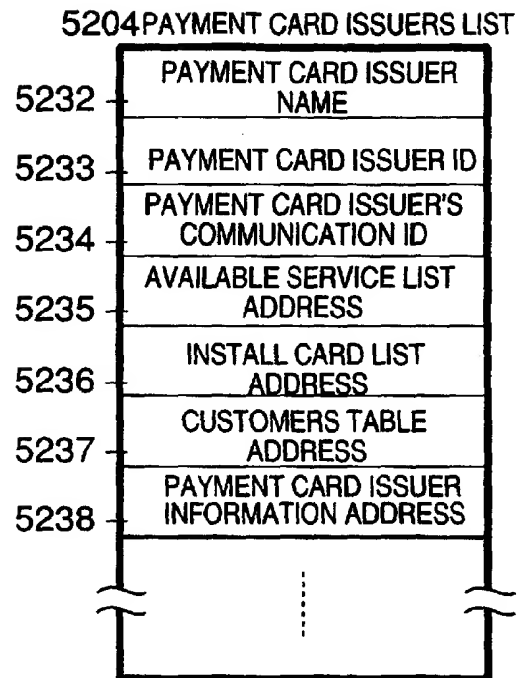 5204 PAYMENT CARD ISSUERS LIST
5232 PAYMENT CARD ISSUER
NAME
5233 PAYMENT CARD ISSUER ID
5234 PAYMENT CARD ISSUER'S
COMMUNICATION ID
5235 AVAILABLE SERVICE LIST
ADDRESS
5236 INSTALL CARD LIST
ADDRESS
5237 CUSTOMERS TABLE
ADDRESS
5238 PAYMENT CARD ISSUER
INFORMATION ADDRESS